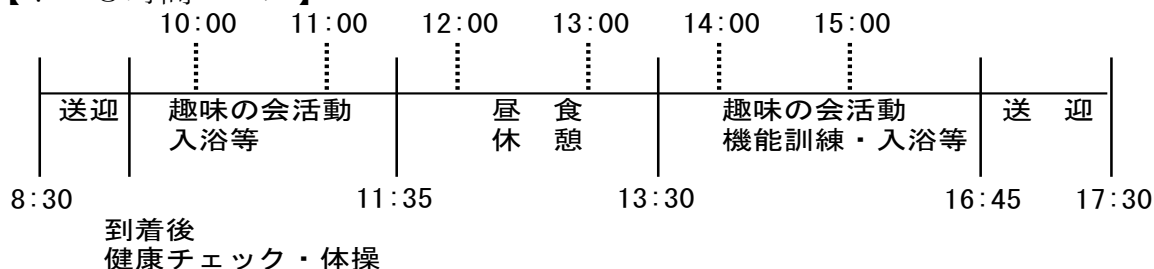 10:00 11:00 12:00 13:00 14:00 15:00
送迎 趣味の会活動 昼 食 趣味の会活動 送 迎
入浴等 休 憩 機能訓練・入浴等
8:30 11:35 13:30 16:45 17:30
到着後
健康チェック・体操